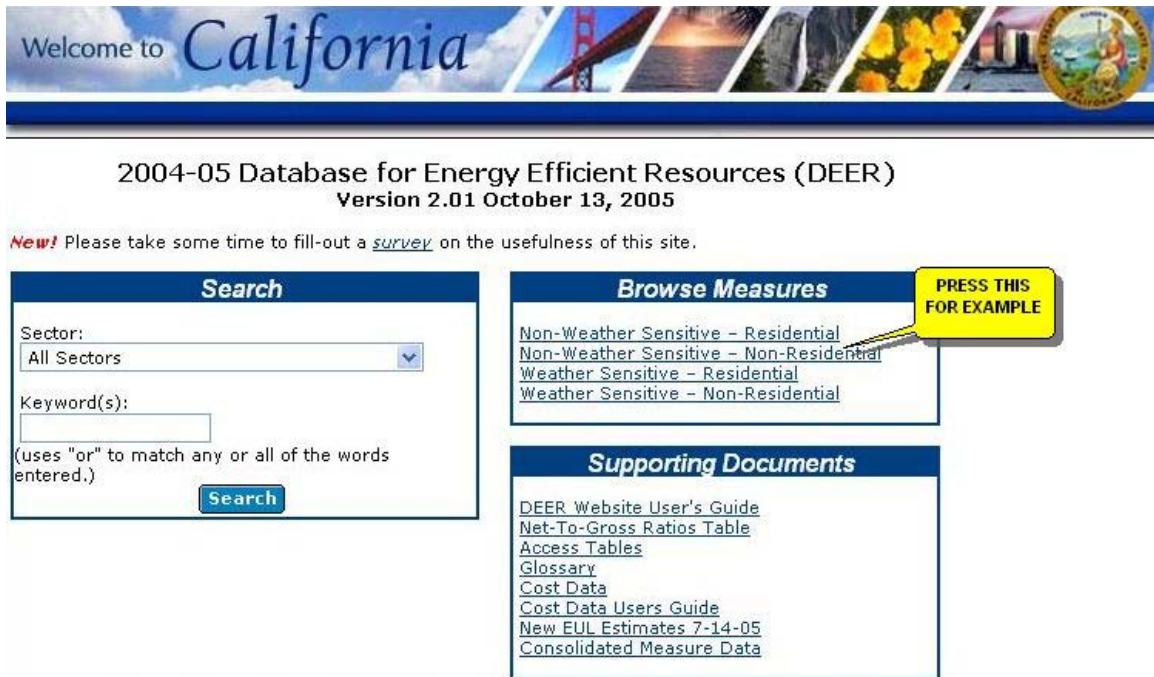 Welcome to California
2004-05 Database for Energy Efficient Resources (DEER)
Version 2.01 October 13, 2005
New! Please take some time to fill-out a survey on the usefulness of this site.
Search
Sector:
All Sectors
Keyword(s):
(uses "or" to match any or all of the words
entered.)
Search
Browse Measures
Non-Weather Sensitive – Residential
Non-Weather Sensitive – Non-Residential
Weather Sensitive – Residential
Weather Sensitive – Non-Residential
PRESS THIS
FOR EXAMPLE
Supporting Documents
DEER Website User's Guide
Net-To-Gross Ratios Table
Access Tables
Glossary
Cost Data
Cost Data Users Guide
New EUL Estimates 7-14-05
Consolidated Measure Data